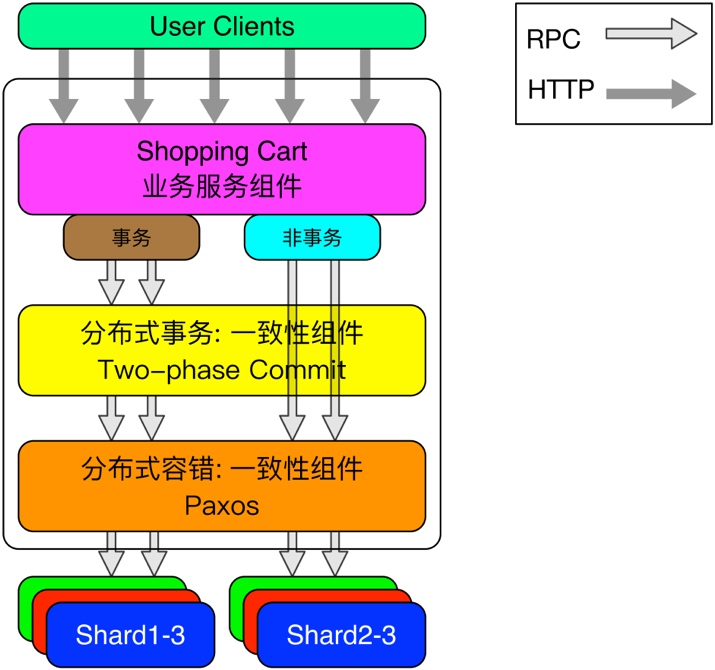 User Clients
RPC
HTTP
Shopping Cart
业务服务组件
事务
非事务
分布式事务: 一致性组件
Two-phase Commit
分布式容错: 一致性组件
Paxos
Shard1-3
Shard2-3